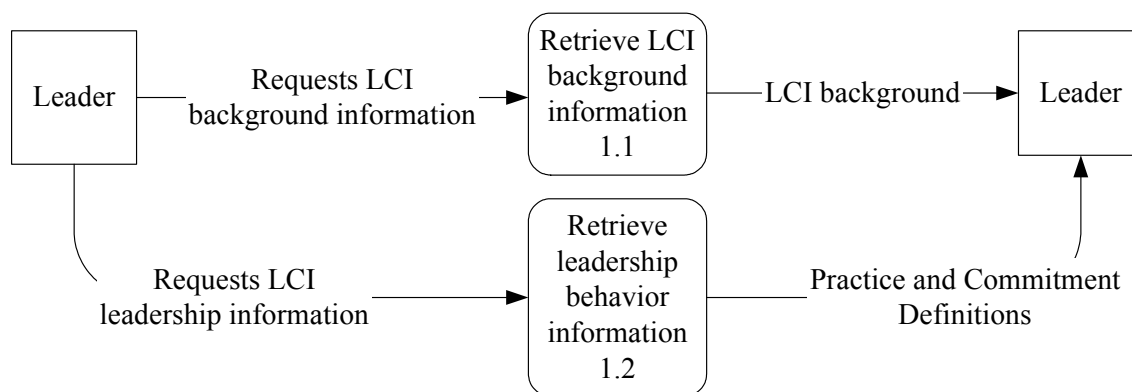 Leader
Requests LCI
background information
Retrieve LCI
background
information
1.1
LCI background
Leader
Requests LCI
leadership information
Retrieve
leadership
behavior
information
1.2
Practice and Commitment
Definitions